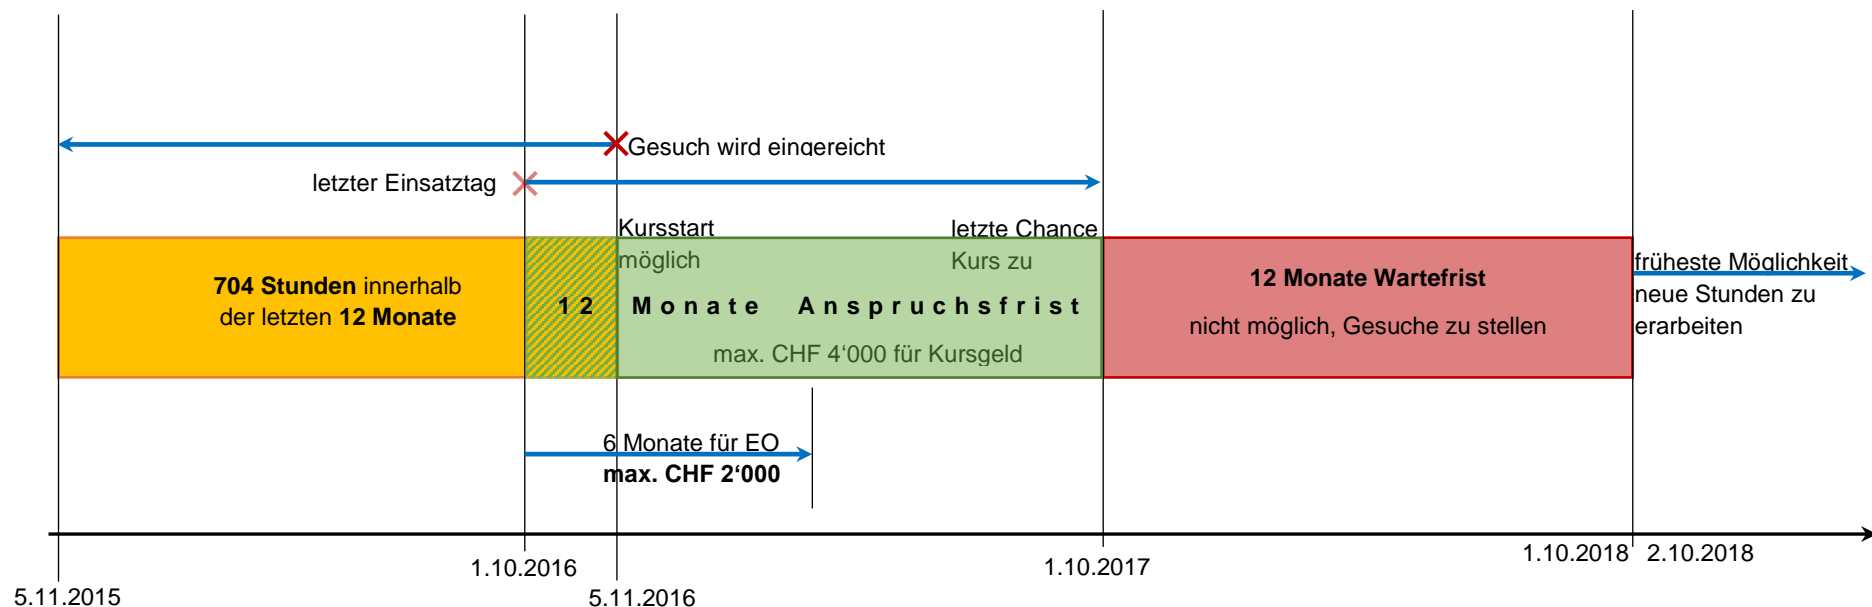 Gesuch wird eingereicht
letzter Einsatztag
Kursstart
möglich
letzte Chance
Kurs zu
704 Stunden innerhalb
der letzten 12 Monate
12 Monate Anspruchsfrist
max. CHF 4‘000 für Kursgeld
12 Monate Wartefrist
nicht möglich, Gesuche zu stellen
früheste Möglichkeit
neue Stunden zu
erarbeiten
6 Monate für EO
max. CHF 2‘000
5.11.2015
1.10.2016
5.11.2016
1.10.2017
1.10.2018
2.10.2018